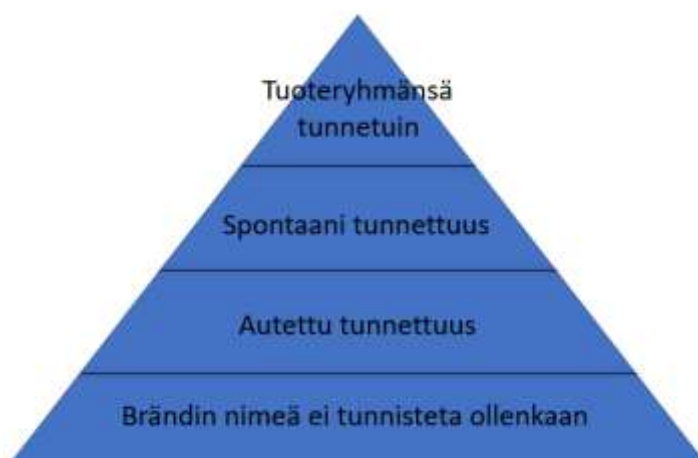 Tuoteryhmänsä
tunnetuin
Spontaani tunnettuus
Autettu tunnettuus
Brändin nimeä ei tunnisteta ollenkaan